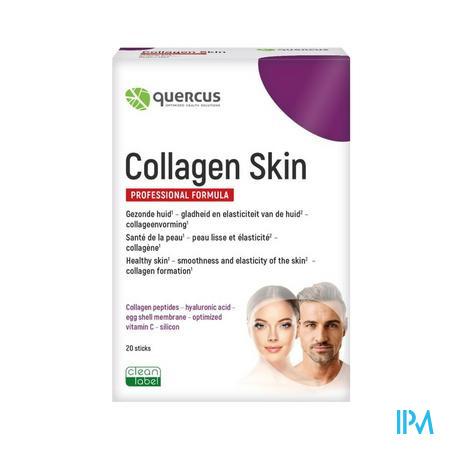 Collagen Skin
quercus
OPTIMIZED HEALTH SOLUTIONS
Collagen Skin
PROFESSIONAL FORMULA
Gezonde huid¹ – gladheid en elasticiteit van de huid² –
collageenvorming¹
Santé de la peau¹ – peau lisse et élasticité² –
collagène¹
Healthy skin¹ – smoothness and elasticity of the skin² –
collagen formation¹
Collagen peptides – hyaluronic acid –
egg shell membrane – optimized
vitamin C – silicon
20 sticks
clean
label
IPM